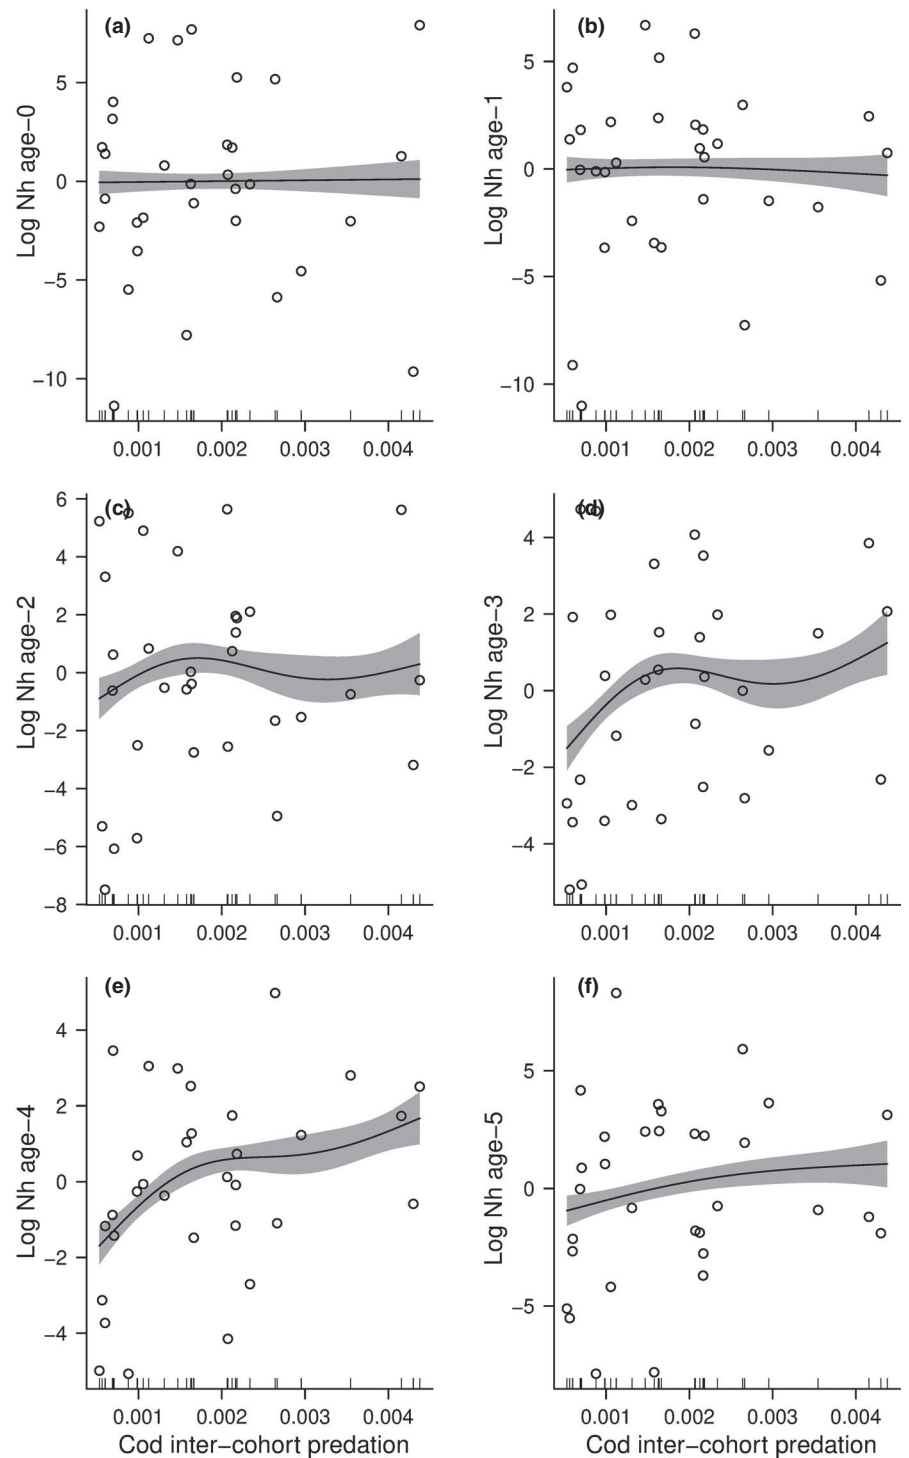 (a)
Log Nh age−0
5
0
−5
−10
0.001 0.002 0.003 0.004
(b)
Log Nh age−1
5
0
−5
−10
0.001 0.002 0.003 0.004
(c)
Log Nh age−2
6
4
2
0
−2
−4
−6
−8
0.001 0.002 0.003 0.004
(d)
Log Nh age−3
4
2
0
−2
−4
0.001 0.002 0.003 0.004
(e)
Log Nh age−4
4
2
0
−2
−4
0.001 0.002 0.003 0.004
Cod inter−cohort predation
(f)
Log Nh age−5
5
0
−5
0.001 0.002 0.003 0.004
Cod inter−cohort predation